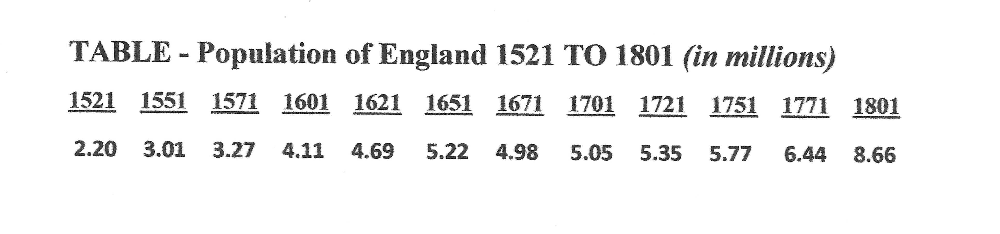 TABLE - Population of England 1521 TO 1801 (in millions)
1521 1551 1571 1601 1621 1651 1671 1701 1721 1751 1771 1801
2.20 3.01 3.27 4.11 4.69 5.22 4.98 5.05 5.35 5.77 6.44 8.66